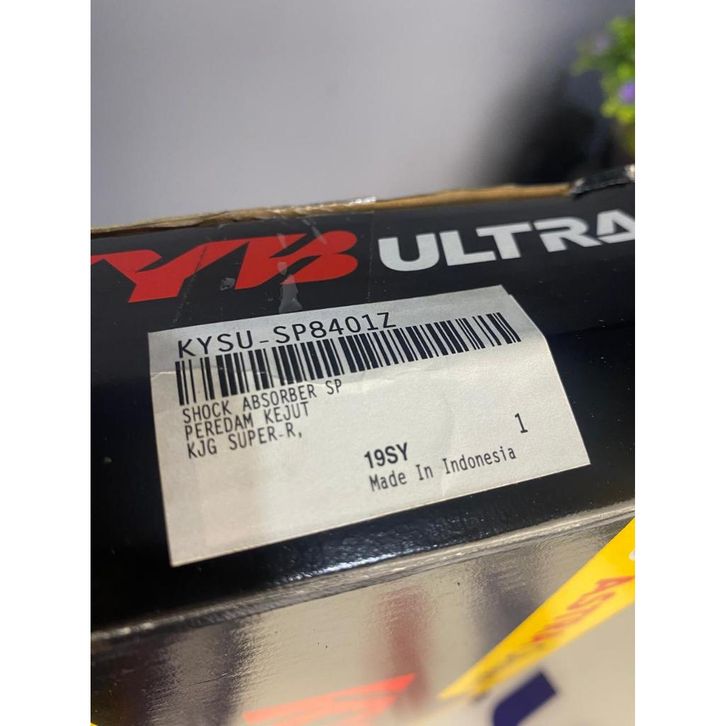 YB ULTRA
KYSU-SP8401Z
SHOCK ABSORBER SP
PEREDAM KEJUT
KJG SUPER-R,
19SY 1
Made In Indonesia